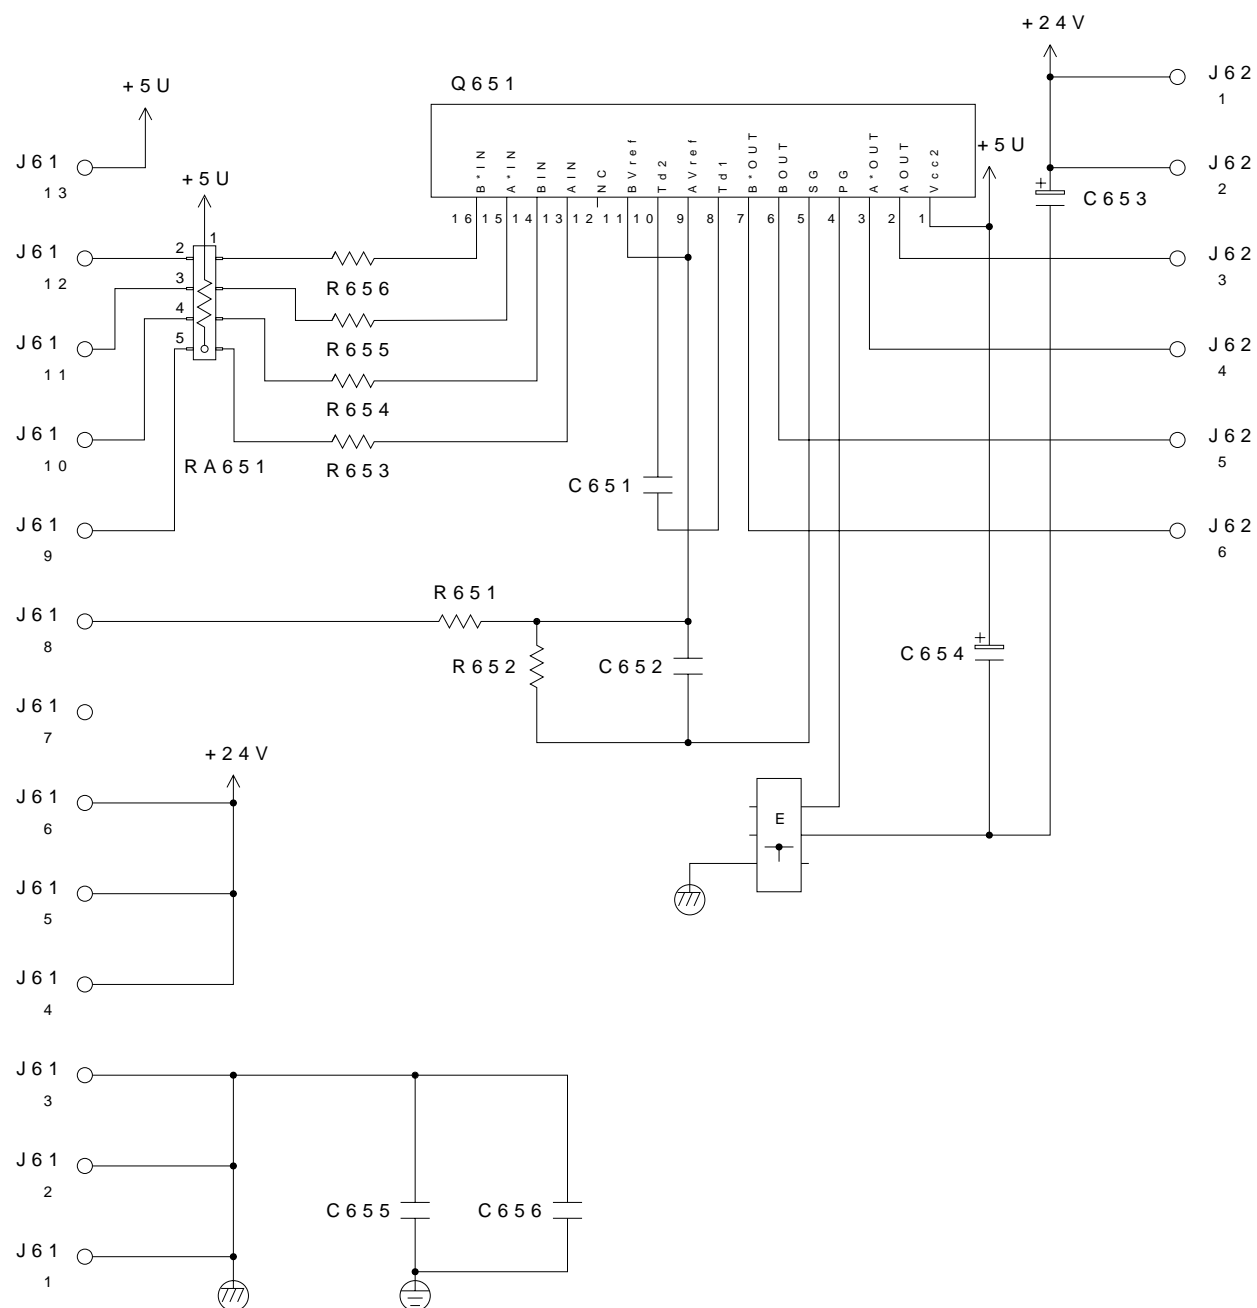 +24V
J62
1
+5U
Q651
B*IN
A*IN
BIN
AIN
NC
BVref
Td2
AVref
Td1
B*OUT
BOUT
SG
PG
A*OUT
AOUT
Vcc2
+5U
J61
13
J62
2
C653
+5U
16
15
14
13
12
11
10
9
8
7
6
5
4
3
2
1
1
2
3
4
5
J61
12
R656
J62
3
R655
J61
11
J62
4
R654
J61
10
RA651
R653
J62
5
C651
J61
9
J62
6
J61
8
R651
R652
C652
C654
J61
7
+24V
J61
6
E
J61
5
J61
4
J61
3
J61
2
C655
C656
J61
1